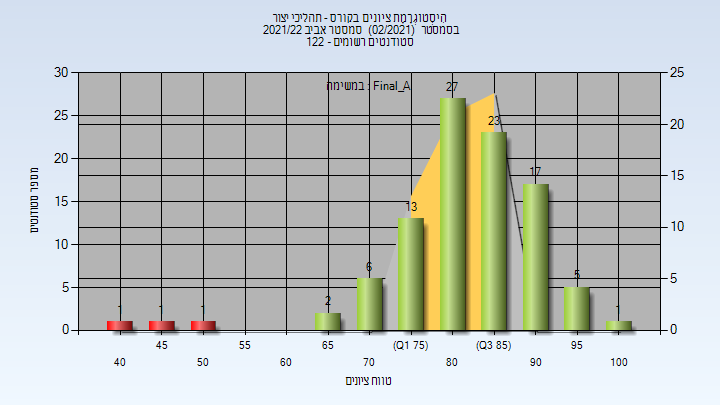 הִיסְטוֹגְרָמַת ציונים בקורס - תהליכי יצור
בסמסטר (02/2021) סמסטר אביב 2021/22
סטודנטים רשומים - 122
במשימה : Final_A
30 25 20 15 10 5 0
מספר סטודנטים
25 20 15 10 5 0
1 1 1 2 6 13 27 23 17 5 1
45 55 65 (Q1 75) (Q3 85) 95
40 50 60 70 80 90 100
טווח ציונים